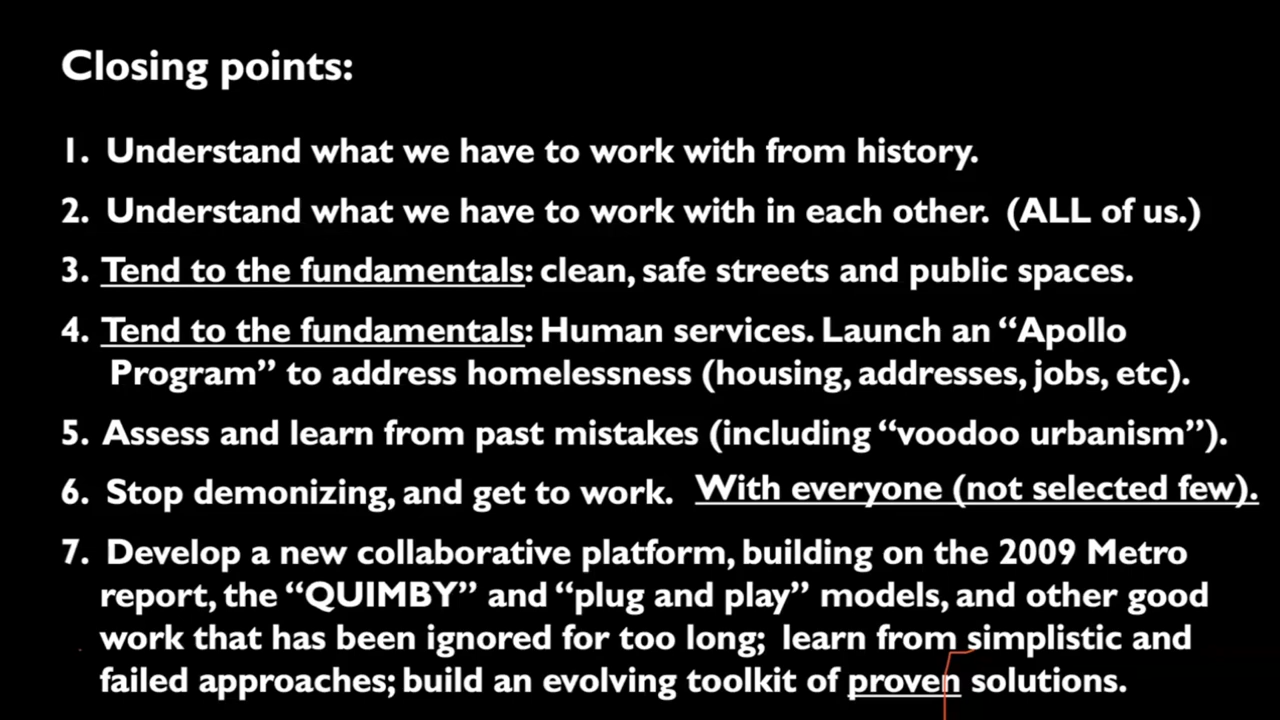 Closing points:
1. Understand what we have to work with from history.
2. Understand what we have to work with in each other. (ALL of us.)
3. Tend to the fundamentals: clean, safe streets and public spaces.
4. Tend to the fundamentals: Human services. Launch an “Apollo
Program” to address homelessness (housing, addresses, jobs, etc).
5. Assess and learn from past mistakes (including “voodoo urbanism”).
6. Stop demonizing, and get to work. With everyone (not selected few).
7. Develop a new collaborative platform, building on the 2009 Metro
report, the “QUIMBY” and “plug and play” models, and other good
work that has been ignored for too long; learn from simplistic and
failed approaches; build an evolving toolkit of proven solutions.